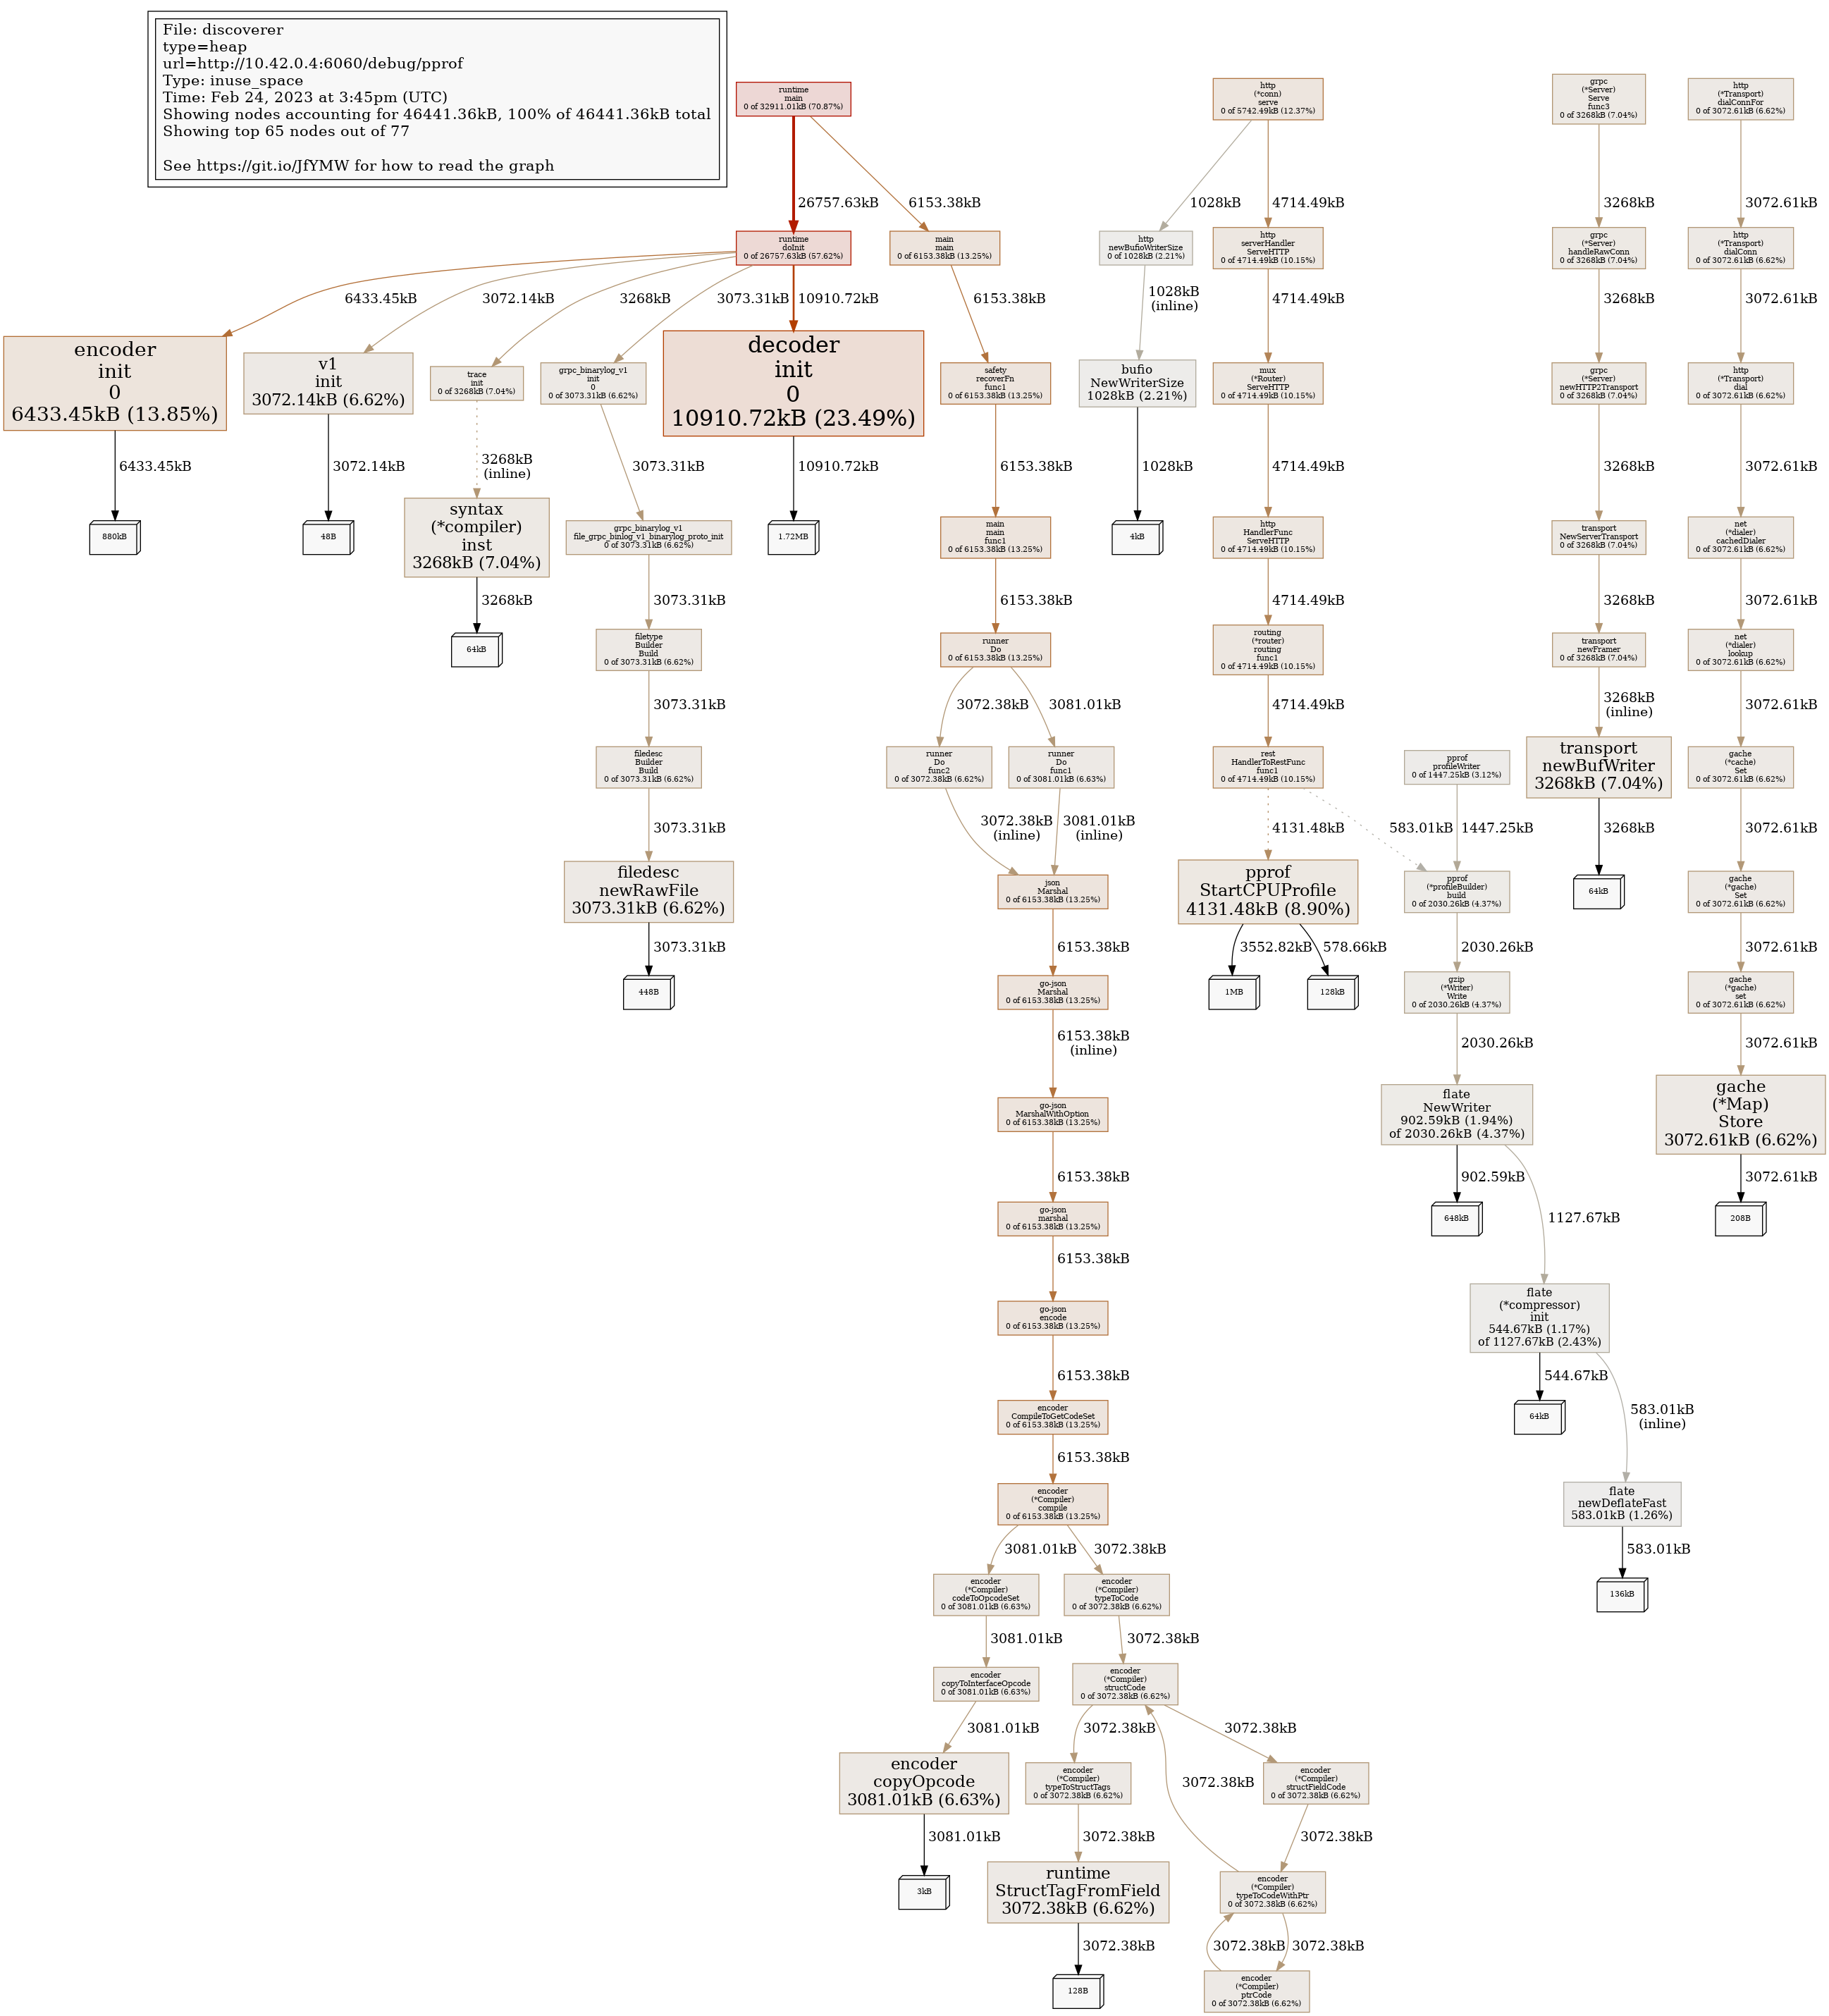 File: discoverer
type=heap
url=http://10.42.0.4:6060/debug/pprof
Type: inuse_space
Time: Feb 24, 2023 at 3:45pm (UTC)
Showing nodes accounting for 46441.36kB, 100% of 46441.36kB total
Showing top 65 nodes out of 77
See https://git.io/JfYMW for how to read the graph
runtime
main
0 of 32911.01kB (70.87%)
26757.63kB
6153.38kB
runtime
doInit
0 of 26757.63kB (57.62%)
6433.45kB
3072.14kB
3268kB
3073.31kB
10910.72kB
encoder
init
0
6433.45kB (13.85%)
6433.45kB
880kB
v1
init
3072.14kB (6.62%)
3072.14kB
48B
trace
init
0 of 3268kB (7.04%)
3268kB
(inline)
syntax
(*compiler)
inst
3268kB (7.04%)
3268kB
64kB
grpc_binarylog_v1
init
0
0 of 3073.31kB (6.62%)
3073.31kB
grpc_binarylog_v1
file_grpc_binlog_v1_binarylog_proto_init
0 of 3073.31kB (6.62%)
3073.31kB
filetype
Builder
Build
0 of 3073.31kB (6.62%)
3073.31kB
filedesc
Builder
Build
0 of 3073.31kB (6.62%)
3073.31kB
filedesc
newRawFile
3073.31kB (6.62%)
3073.31kB
448B
decoder
init
0
10910.72kB (23.49%)
10910.72kB
1.72MB
main
main
0 of 6153.38kB (13.25%)
6153.38kB
safety
recoverFn
func1
0 of 6153.38kB (13.25%)
6153.38kB
main
main
func1
0 of 6153.38kB (13.25%)
6153.38kB
runner
Do
0 of 6153.38kB (13.25%)
3072.38kB
3081.01kB
runner
Do
func2
0 of 3072.38kB (6.62%)
runner
Do
func1
0 of 3081.01kB (6.63%)
3072.38kB
(inline)
3081.01kB
(inline)
json
Marshal
0 of 6153.38kB (13.25%)
6153.38kB
go-json
Marshal
0 of 6153.38kB (13.25%)
6153.38kB
(inline)
go-json
MarshalWithOption
0 of 6153.38kB (13.25%)
6153.38kB
go-json
marshal
0 of 6153.38kB (13.25%)
6153.38kB
go-json
encode
0 of 6153.38kB (13.25%)
6153.38kB
encoder
CompileToGetCodeSet
0 of 6153.38kB (13.25%)
6153.38kB
encoder
(*Compiler)
compile
0 of 6153.38kB (13.25%)
3081.01kB
3072.38kB
encoder
(*Compiler)
codeToOpcodeSet
0 of 3081.01kB (6.63%)
3081.01kB
encoder
copyToInterfaceOpcode
0 of 3081.01kB (6.63%)
3081.01kB
encoder
copyOpcode
3081.01kB (6.63%)
3081.01kB
3kB
encoder
(*Compiler)
typeToCode
0 of 3072.38kB (6.62%)
3072.38kB
encoder
(*Compiler)
structCode
0 of 3072.38kB (6.62%)
3072.38kB
3072.38kB
encoder
(*Compiler)
typeToStructTags
0 of 3072.38kB (6.62%)
3072.38kB
runtime
StructTagFromField
3072.38kB (6.62%)
3072.38kB
128B
3072.38kB
encoder
(*Compiler)
structFieldCode
0 of 3072.38kB (6.62%)
3072.38kB
encoder
(*Compiler)
typeToCodeWithPtr
0 of 3072.38kB (6.62%)
3072.38kB
3072.38kB
encoder
(*Compiler)
ptrCode
0 of 3072.38kB (6.62%)
http
(*conn)
serve
0 of 5742.49kB (12.37%)
1028kB
4714.49kB
http
newBufioWriterSize
0 of 1028kB (2.21%)
1028kB
(inline)
bufio
NewWriterSize
1028kB (2.21%)
1028kB
4kB
http
serverHandler
ServeHTTP
0 of 4714.49kB (10.15%)
4714.49kB
mux
(*Router)
ServeHTTP
0 of 4714.49kB (10.15%)
4714.49kB
http
HandlerFunc
ServeHTTP
0 of 4714.49kB (10.15%)
4714.49kB
routing
(*router)
routing
func1
0 of 4714.49kB (10.15%)
4714.49kB
rest
HandlerToRestFunc
func1
0 of 4714.49kB (10.15%)
4131.48kB
583.01kB
pprof
StartCPUProfile
4131.48kB (8.90%)
3552.82kB
578.66kB
1MB
128kB
pprof
profileWriter
0 of 1447.25kB (3.12%)
1447.25kB
pprof
(*profileBuilder)
build
0 of 2030.26kB (4.37%)
2030.26kB
gzip
(*Writer)
Write
0 of 2030.26kB (4.37%)
2030.26kB
flate
NewWriter
902.59kB (1.94%)
of 2030.26kB (4.37%)
902.59kB
648kB
1127.67kB
flate
(*compressor)
init
544.67kB (1.17%)
of 1127.67kB (2.43%)
544.67kB
64kB
583.01kB
(inline)
flate
newDeflateFast
583.01kB (1.26%)
583.01kB
136kB
grpc
(*Server)
Serve
func3
0 of 3268kB (7.04%)
3268kB
grpc
(*Server)
handleRawConn
0 of 3268kB (7.04%)
3268kB
grpc
(*Server)
newHTTP2Transport
0 of 3268kB (7.04%)
3268kB
transport
NewServerTransport
0 of 3268kB (7.04%)
3268kB
transport
newFramer
0 of 3268kB (7.04%)
3268kB
(inline)
transport
newBufWriter
3268kB (7.04%)
3268kB
64kB
http
(*Transport)
dialConnFor
0 of 3072.61kB (6.62%)
3072.61kB
http
(*Transport)
dialConn
0 of 3072.61kB (6.62%)
3072.61kB
http
(*Transport)
dial
0 of 3072.61kB (6.62%)
3072.61kB
net
(*dialer)
cachedDialer
0 of 3072.61kB (6.62%)
3072.61kB
net
(*dialer)
lookup
0 of 3072.61kB (6.62%)
3072.61kB
gache
(*cache)
Set
0 of 3072.61kB (6.62%)
3072.61kB
gache
(*gache)
Set
0 of 3072.61kB (6.62%)
3072.61kB
gache
(*gache)
set
0 of 3072.61kB (6.62%)
3072.61kB
gache
(*Map)
Store
3072.61kB (6.62%)
3072.61kB
208B